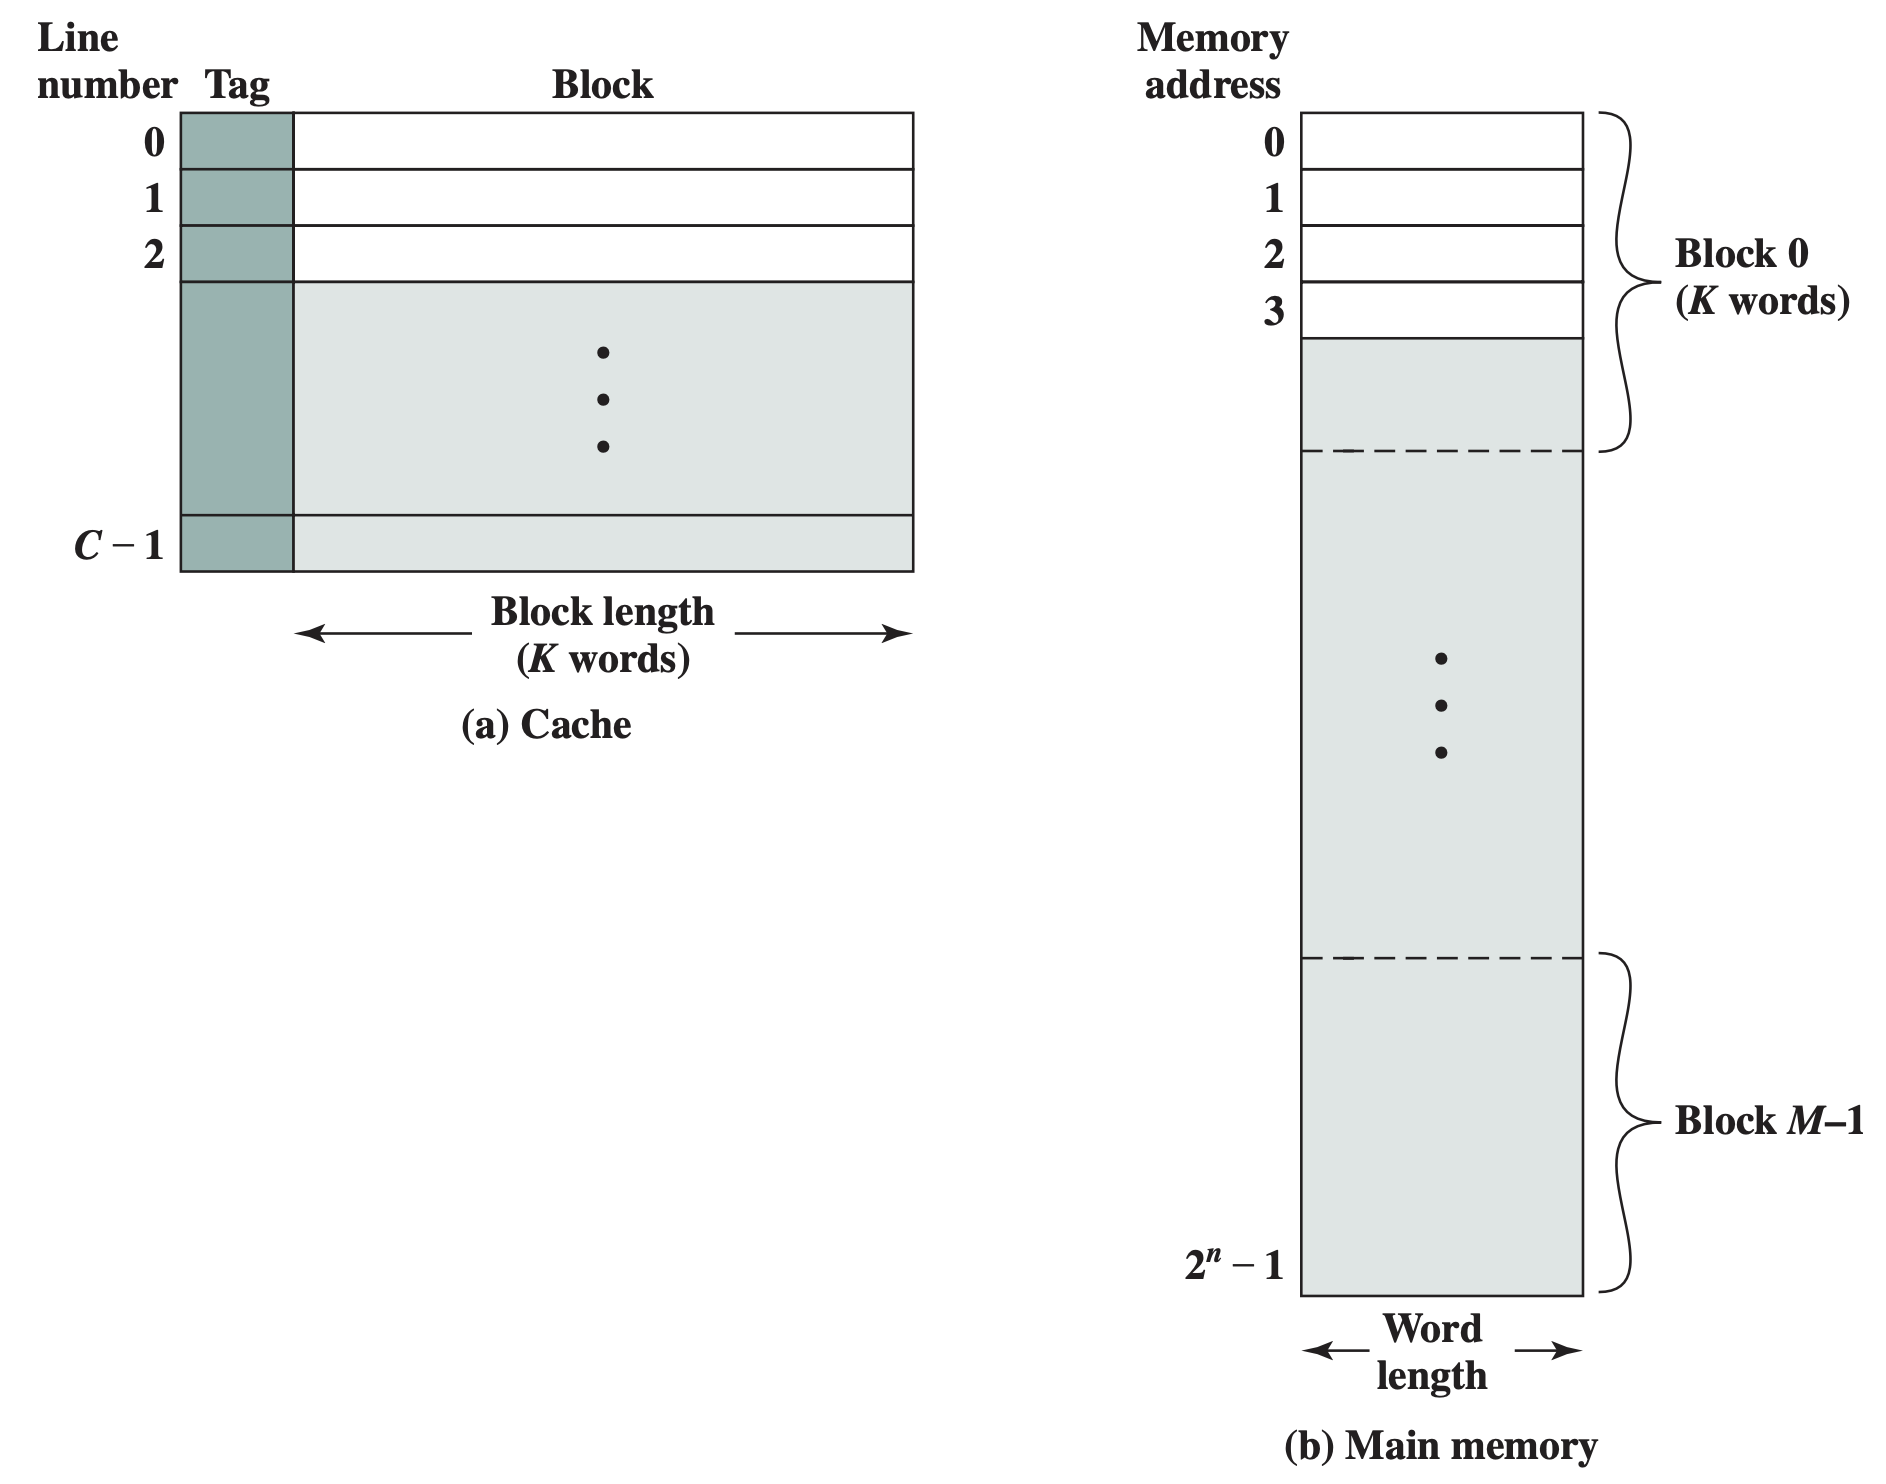 Line
number Tag Block
0
1
2
C – 1
Block length
(K words)
(a) Cache
Memory
address
0
1
2
3
Block 0
(K words)
Block M–1
2ⁿ – 1
Word
length
(b) Main memory